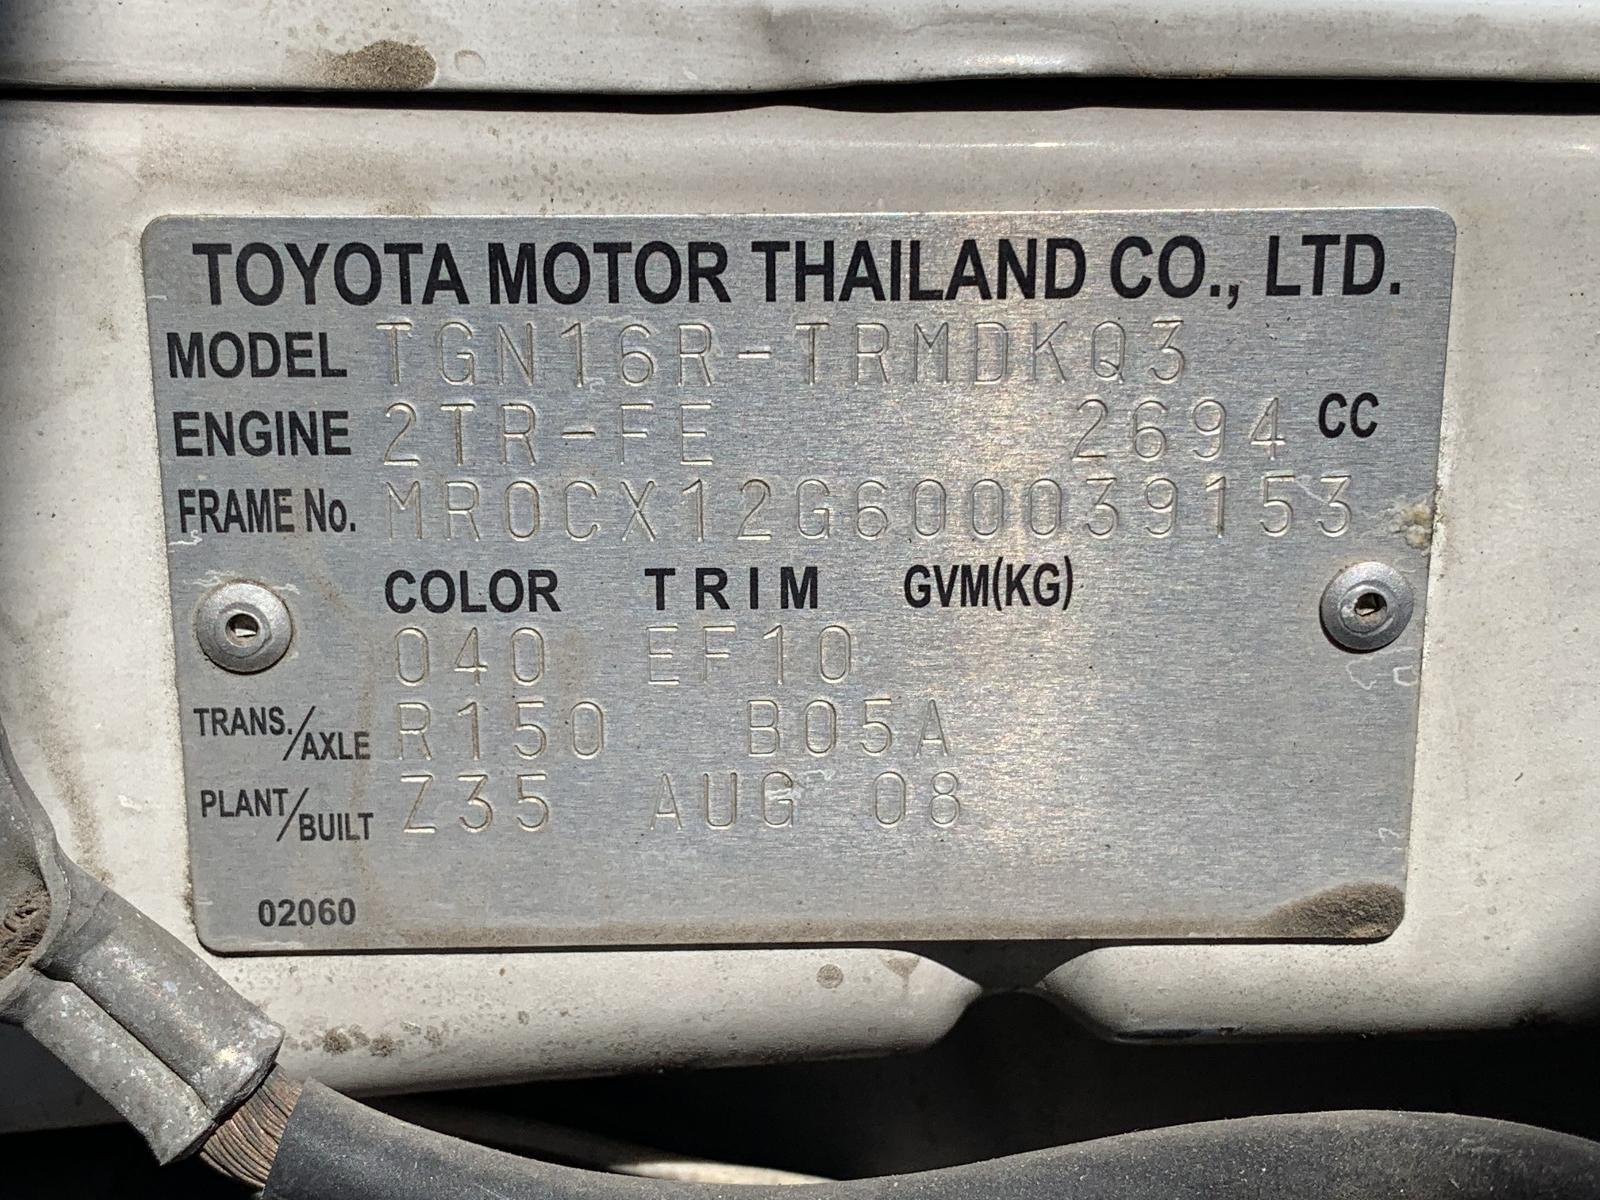 TOYOTA MOTOR THAILAND CO., LTD.
MODEL TGN16R-TRMDKQ3
ENGINE 2TR-FE 2694 CC
FRAME No. MR0CX12G600039153
COLOR TRIM GVM(KG)
040 EF10
TRANS./AXLE R150 B05A
PLANT/BUILT Z35 AUG 08
02060